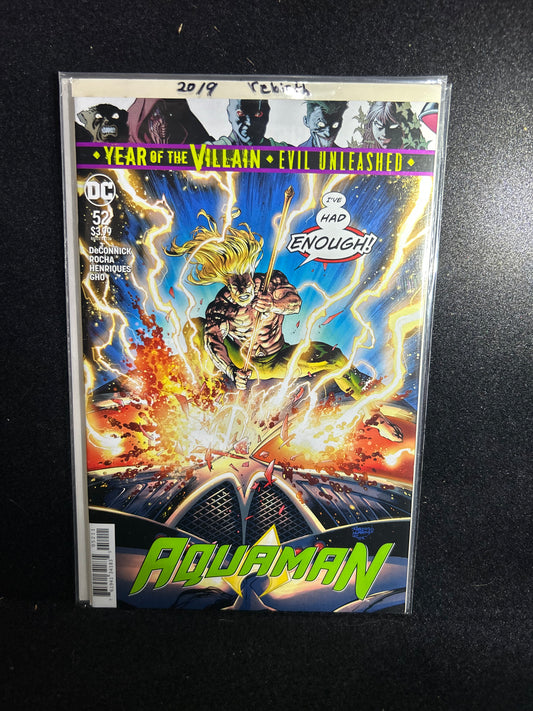 2019 rebirth
• YEAR OF THE VILLAIN • EVIL UNLEASHED •
DC
52
$3.99
DeCONNICK
ROCHA
HENRIQUES
GHO
I'VE
HAD
ENOUGH!
AQUAMAN